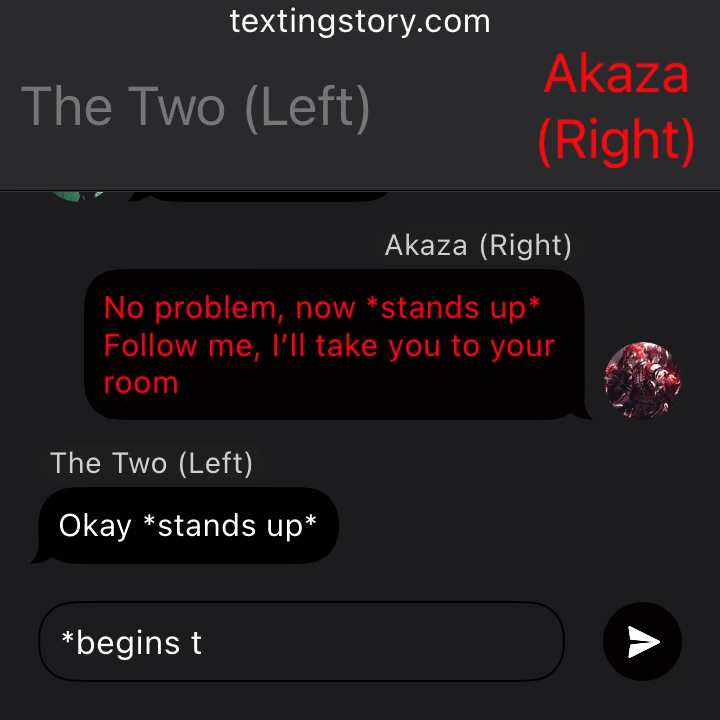 textingstory.com
The Two (Left)
Akaza
(Right)
Akaza (Right)
No problem, now *stands up*
Follow me, I’ll take you to your
room
The Two (Left)
Okay *stands up*
*begins t